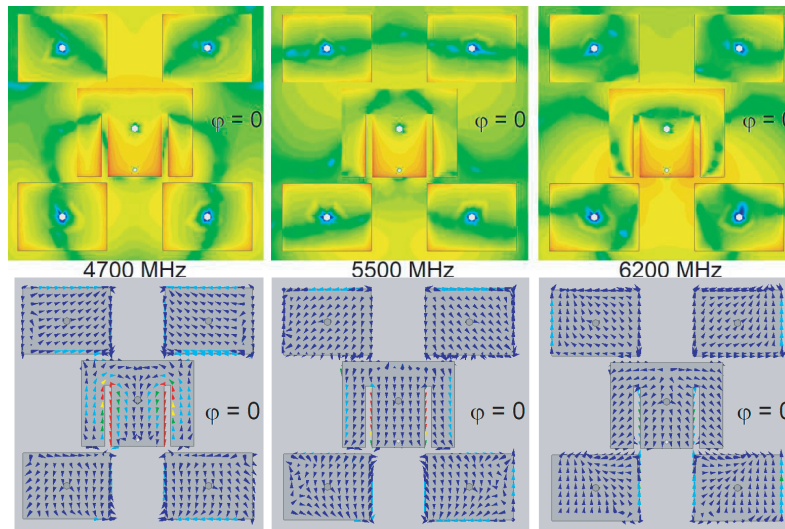 φ = 0 φ = 0 φ = 0
4700 MHz 5500 MHz 6200 MHz
φ = 0 φ = 0 φ = 0